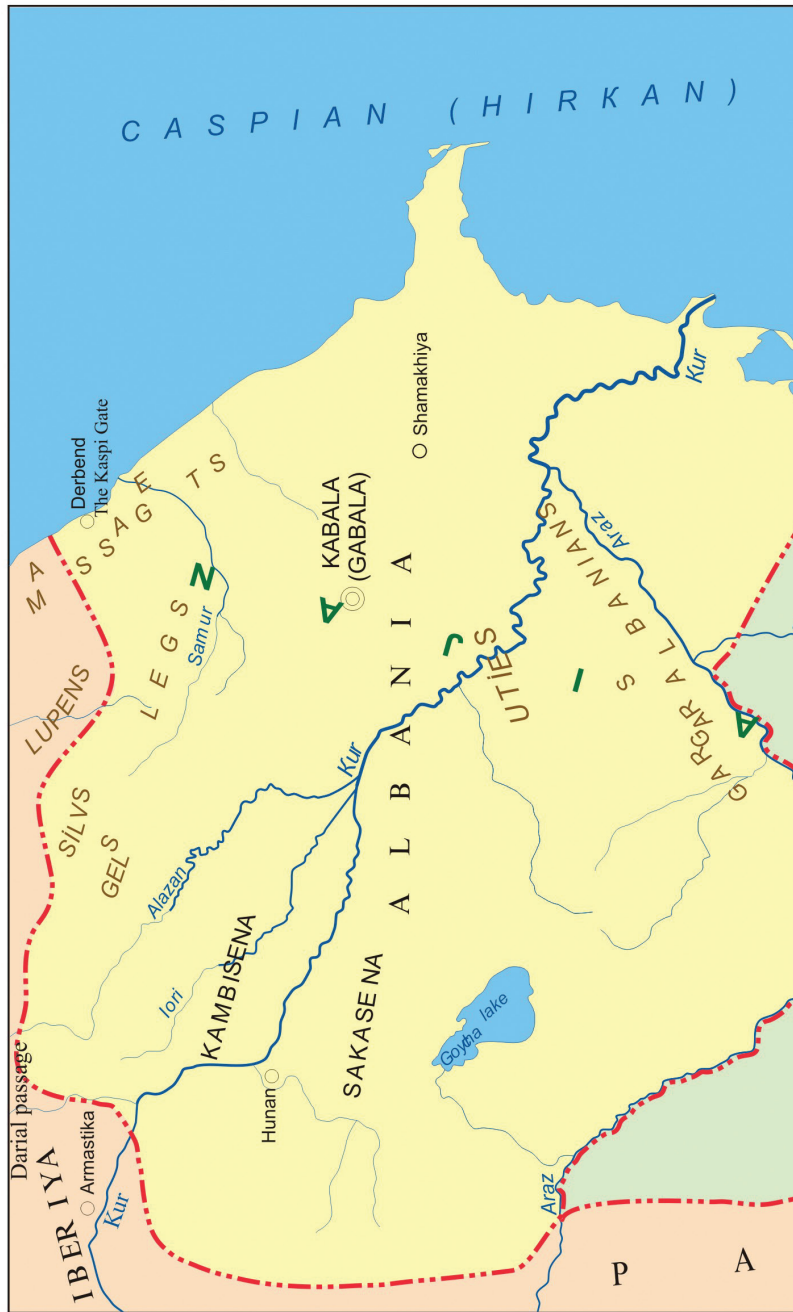 Darial passage
IBERIYA
Armastika
Kur
LUPENS
MASSAGETS
Derbend
The Kaspi Gate
SİLVS
GELS
LEGS
Samur
Alazan
Iori
KAMBISENA
Kur
KABALA
(GABALA)
Shamakhiya
CASPIAN (HIRKAN)
Hunan
SAKASENA
ALBANIA
Goycha lake
UTİES
GARGAR ALBANIANS
S
AIJAN
Araz
Kur
Araz
P A